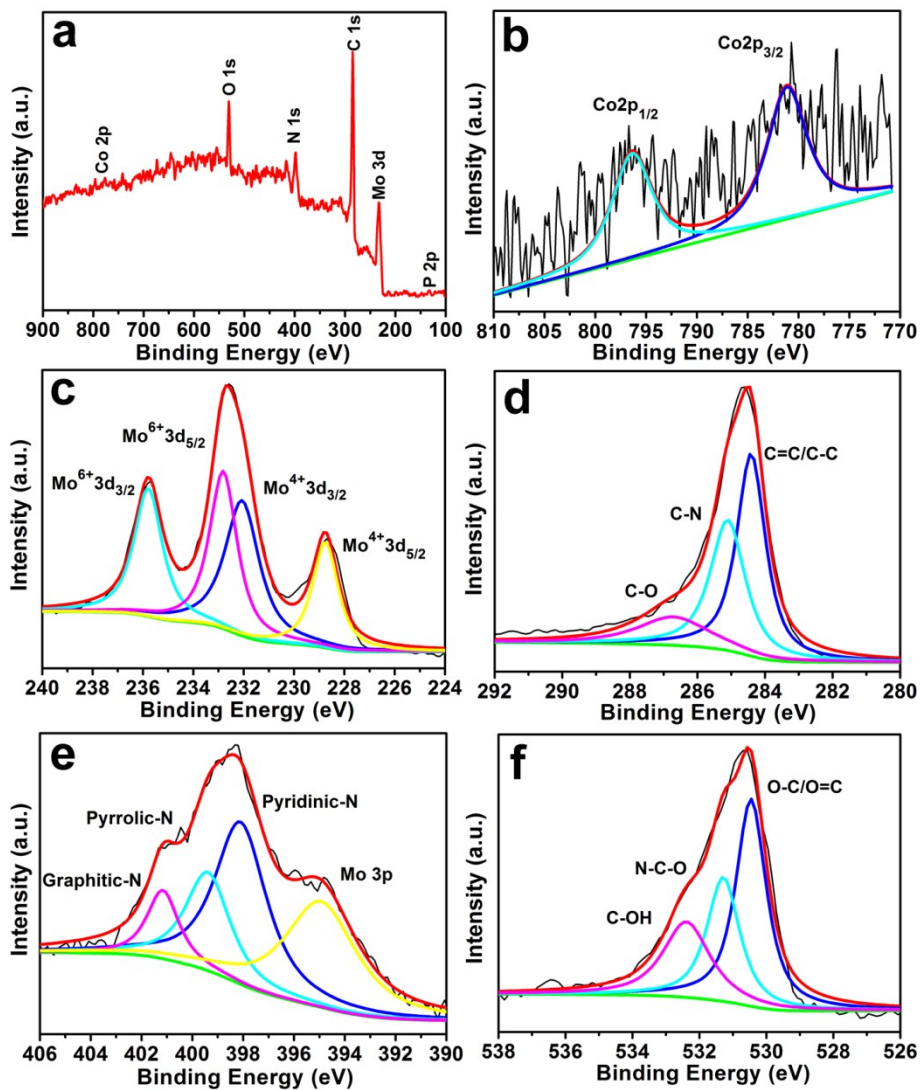 a
Intensity (a.u.)
Co 2p
O 1s
N 1s
C 1s
Mo 3d
P 2p
900 800 700 600 500 400 300 200 100
Binding Energy (eV)
b
Intensity (a.u.)
Co2p1/2
Co2p3/2
810 805 800 795 790 785 780 775 770
Binding Energy (eV)
c
Intensity (a.u.)
Mo6+3d3/2
Mo6+3d5/2
Mo4+3d3/2
Mo4+3d5/2
240 238 236 234 232 230 228 226 224
Binding Energy (eV)
d
Intensity (a.u.)
C-O
C-N
C=C/C-C
292 290 288 286 284 282 280
Binding Energy (eV)
e
Intensity (a.u.)
Graphitic-N
Pyrrolic-N
Pyridinic-N
Mo 3p
406 404 402 400 398 396 394 392 390
Binding Energy (eV)
f
Intensity (a.u.)
C-OH
N-C-O
O-C/O=C
538 536 534 532 530 528 526
Binding Energy (eV)